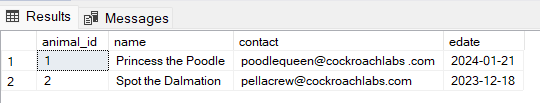 Results Messages
animal_id name contact edate
1 1 Princess the Poodle poodlequeen@cockroachlabs .com 2024-01-21
2 2 Spot the Dalmation pellacrew@cockroachlabs.com 2023-12-18